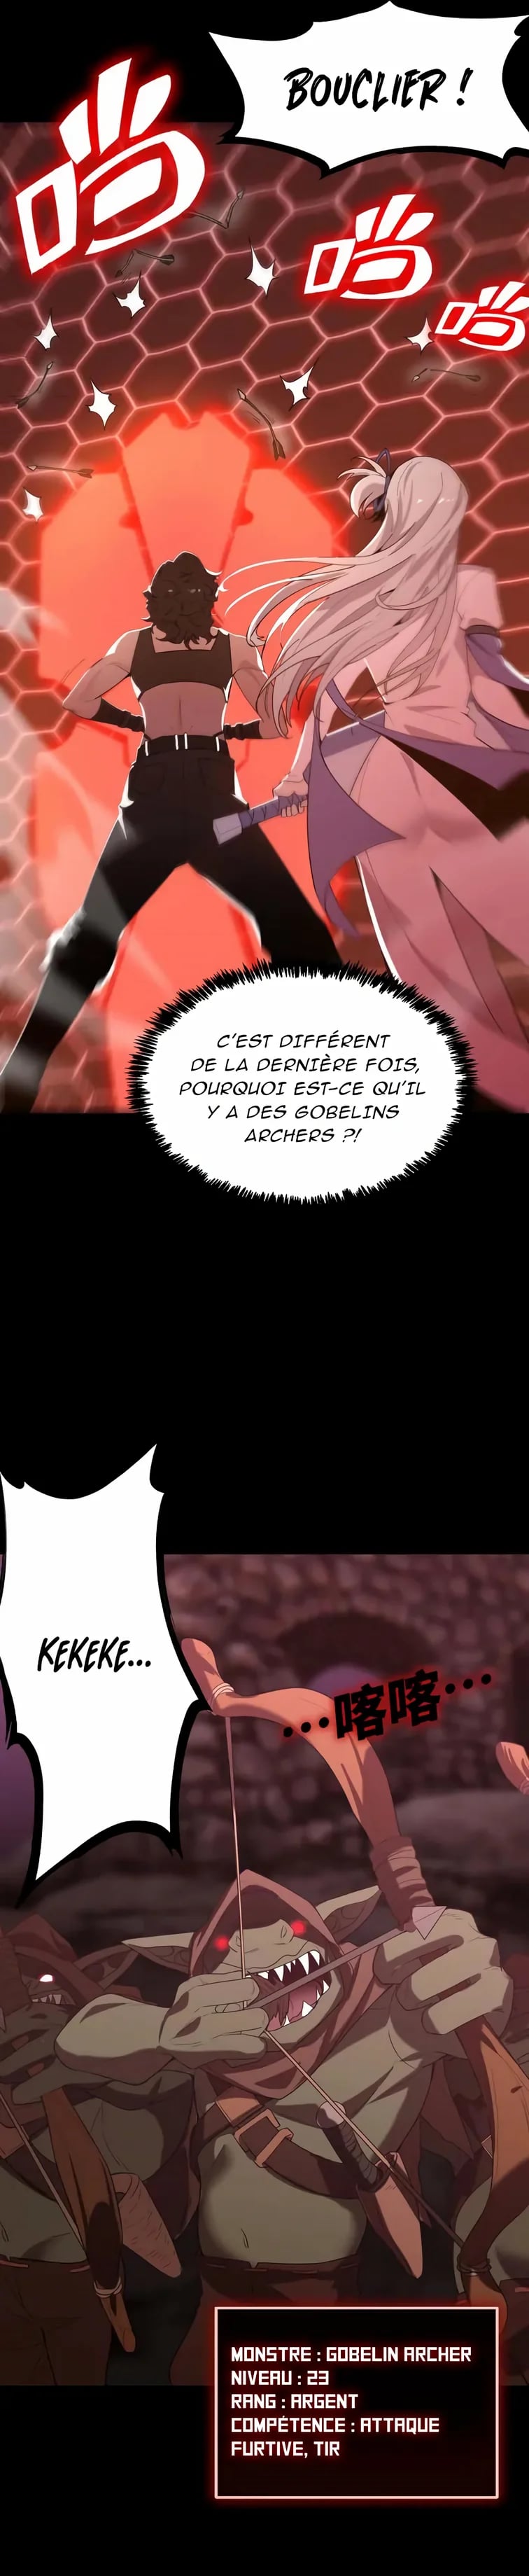 BOUCLIER !
当
当
当
C'EST DIFFÉRENT
DE LA DERNIÈRE FOIS,
POURQUOI EST-CE QU'IL
Y A DES GOBELINS
ARCHERS ?!
KEKEKE...
...喀喀...
MONSTRE : GOBELIN ARCHER
NIVEAU : 23
RANG : ARGENT
COMPÉTENCE : ATTAQUE
FURTIVE, TIR